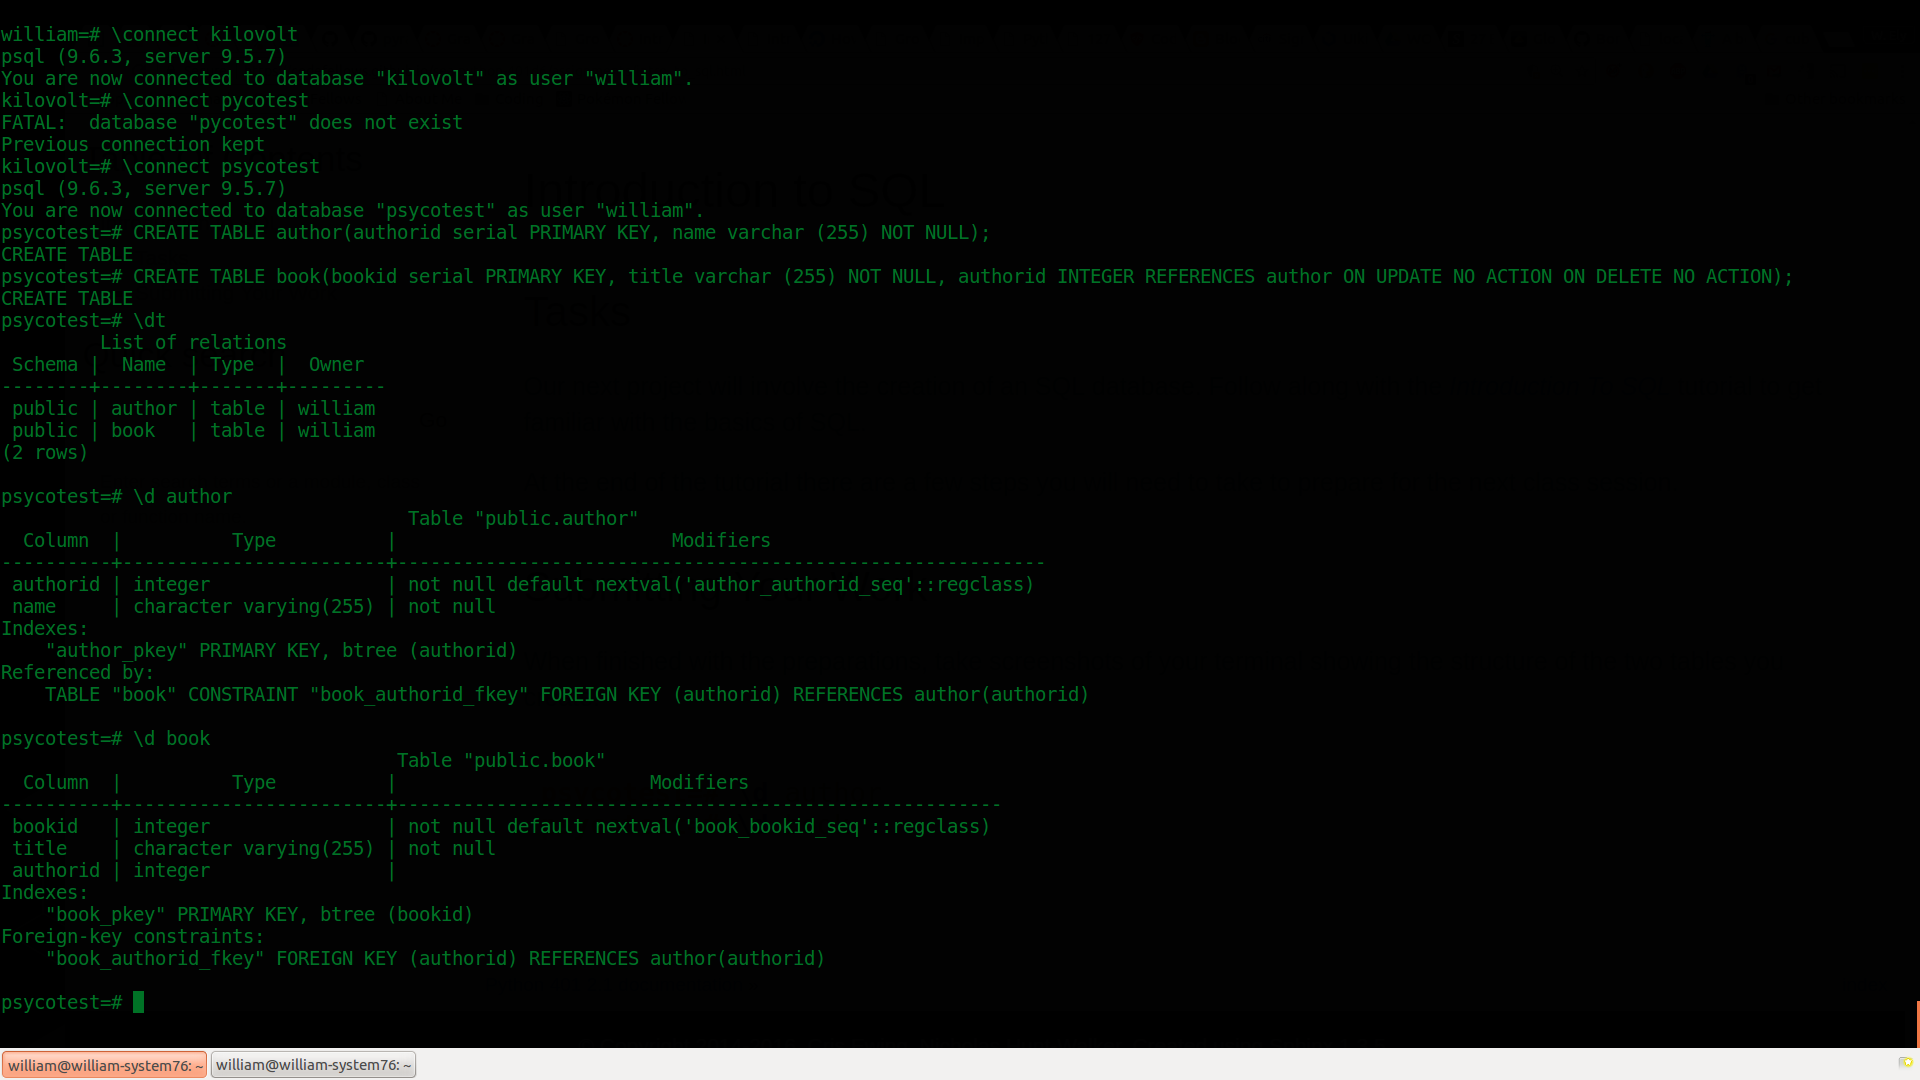 william=# \connect kilovolt
psql (9.6.3, server 9.5.7)
You are now connected to database "kilovolt" as user "william".
kilovolt=# \connect pycotest
FATAL:  database "pycotest" does not exist
Previous connection kept
kilovolt=# \connect psycotest
psql (9.6.3, server 9.5.7)
Introduction to SQL
You are now connected to database "psycotest" as user "william".
psycotest=# CREATE TABLE author(authorid serial PRIMARY KEY, name varchar (255) NOT NULL);
CREATE TABLE
psycotest=# CREATE TABLE book(bookid serial PRIMARY KEY, title varchar (255) NOT NULL, authorid INTEGER REFERENCES author ON UPDATE NO ACTION ON DELETE NO ACTION);
CREATE TABLE
Tasks
psycotest=# \dt
         List of relations
 Schema |  Name  | Type  |  Owner
--------+--------+-------+---------
 public | author | table | william
 public | book   | table | william
(2 rows)
psycotest=# \d author
                                     Table "public.author"
  Column  |          Type          |                         Modifiers
----------+------------------------+-----------------------------------------------------------
 authorid | integer                | not null default nextval('author_authorid_seq'::regclass)
 name     | character varying(255) | not null
Indexes:
    "author_pkey" PRIMARY KEY, btree (authorid)
Referenced by:
    TABLE "book" CONSTRAINT "book_authorid_fkey" FOREIGN KEY (authorid) REFERENCES author(authorid)
psycotest=# \d book
                                    Table "public.book"
  Column  |          Type          |                       Modifiers
----------+------------------------+-------------------------------------------------------
 bookid   | integer                | not null default nextval('book_bookid_seq'::regclass)
 title    | character varying(255) | not null
 authorid | integer                |
Indexes:
    "book_pkey" PRIMARY KEY, btree (bookid)
Foreign-key constraints:
    "book_authorid_fkey" FOREIGN KEY (authorid) REFERENCES author(authorid)
psycotest=#
william@william-system76: ~
william@william-system76: ~